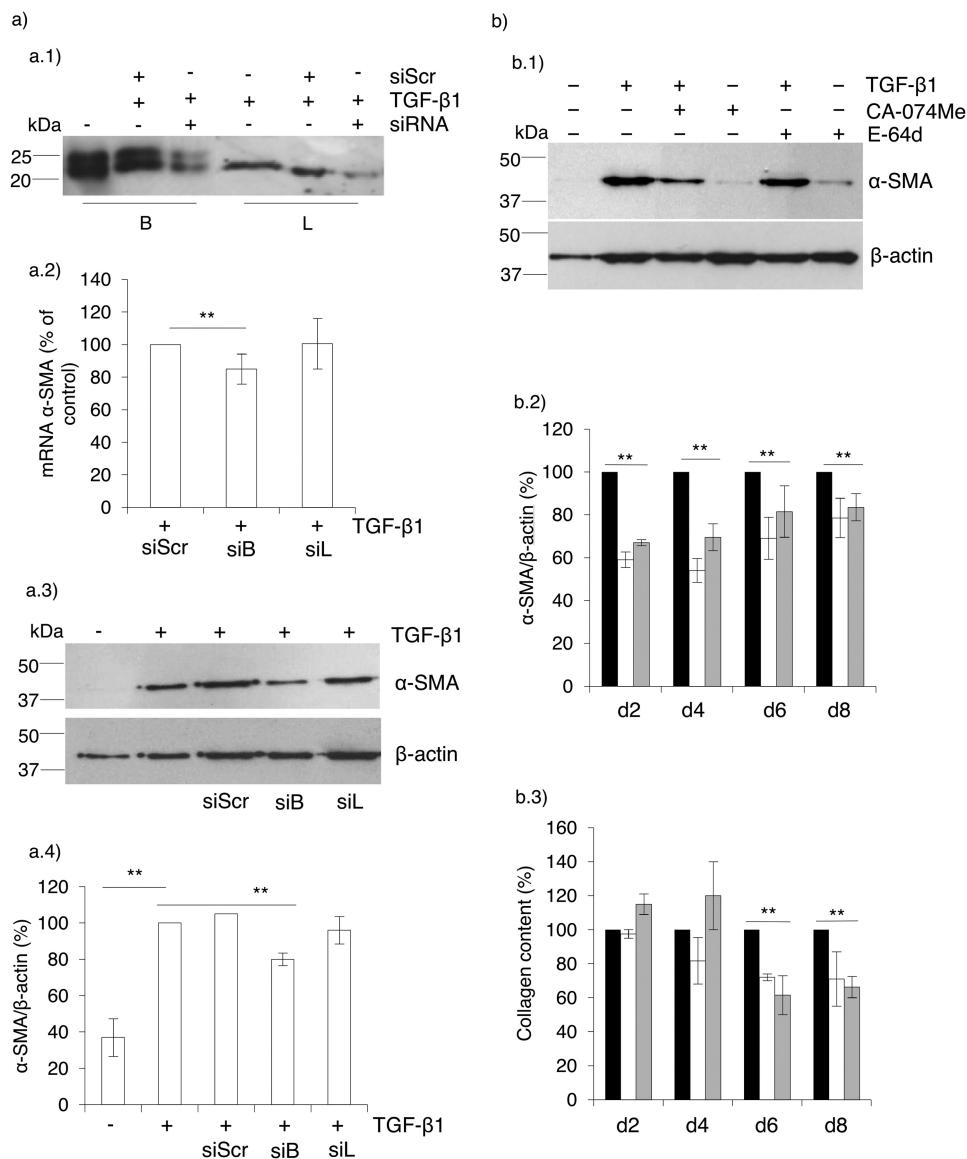 a)
a.1)
+ - - + - siScr
+ + + + + TGF-β1
- - + - - + siRNA
kDa
25
20
B L
a.2)
mRNA α-SMA (% of control)
140
120
100
80
60
40
20
0
**
+ + + TGF-β1
siScr siB siL
a.3)
kDa - + + + + TGF-β1
50
37
α-SMA
50
37
β-actin
siScr siB siL
a.4)
α-SMA/β-actin (%)
120
100
80
60
40
20
0
** **
- + + + + TGF-β1
siScr siB siL
b)
b.1)
– + + – + – TGF-β1
– – + + – – CA-074Me
kDa – – – – + + E-64d
50
37
α-SMA
50
37
β-actin
b.2)
α-SMA/β-actin (%)
120
100
80
60
40
20
0
** ** ** **
d2 d4 d6 d8
b.3)
Collagen content (%)
160
140
120
100
80
60
40
20
0
** **
d2 d4 d6 d8